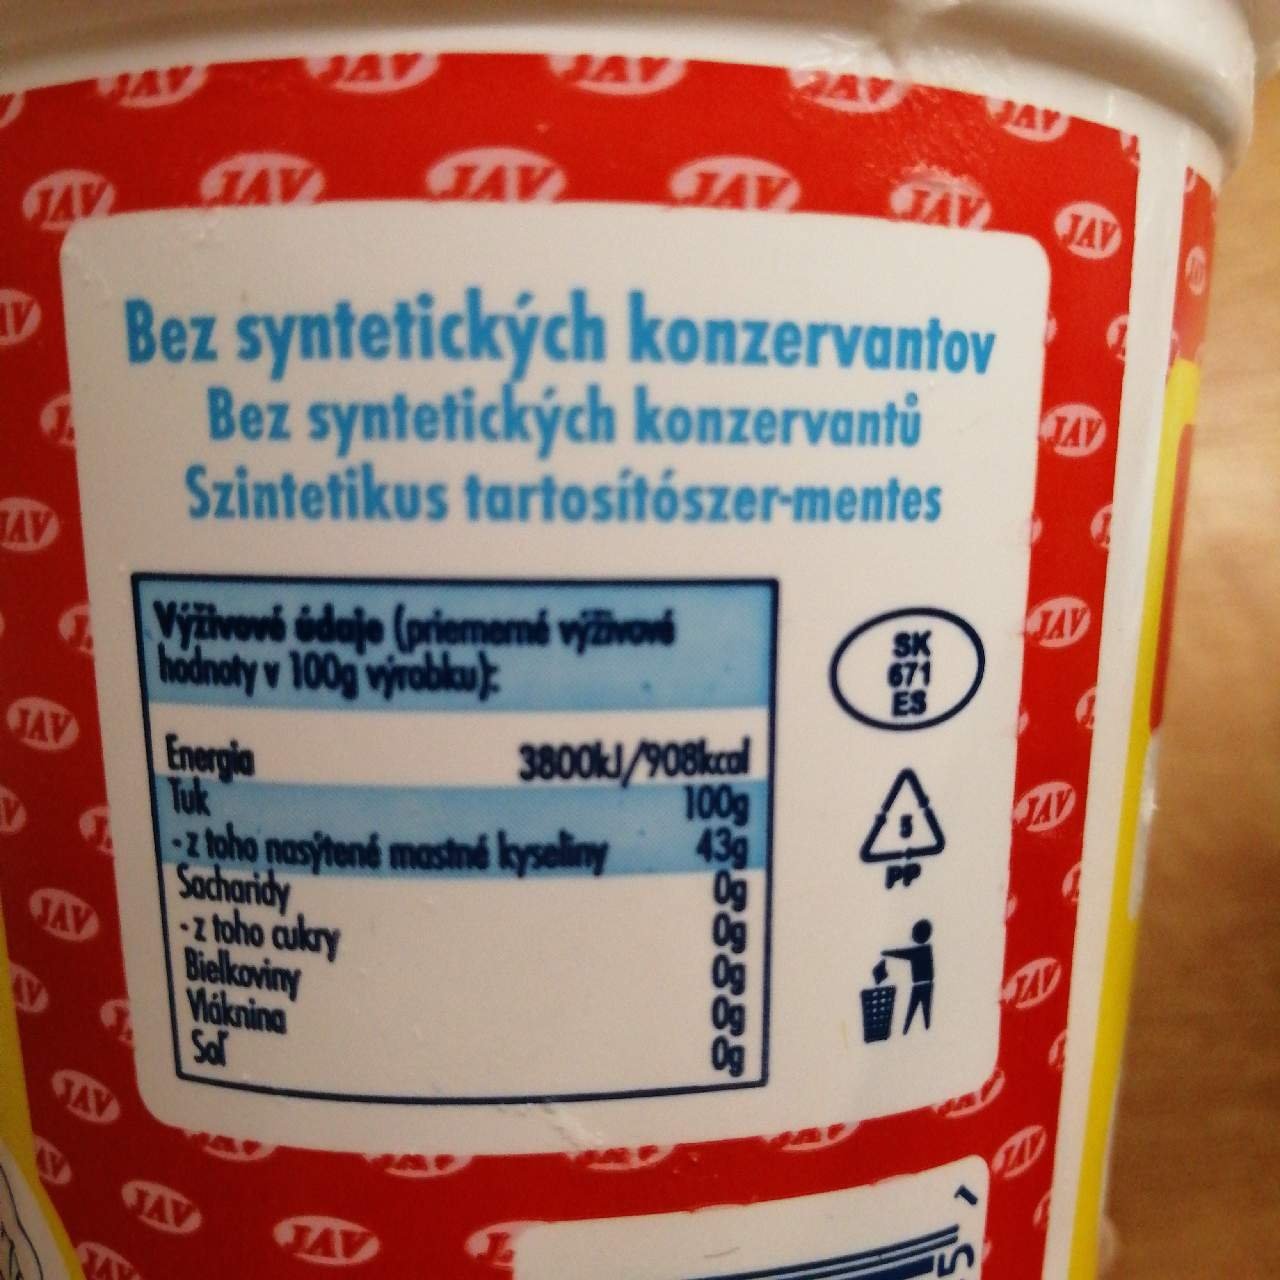 JAV
Bez syntetických konzervantov
Bez syntetických konzervantů
Szintetikus tartosítószer-mentes
Výživové údaje (priemerné výživové
hodnoty v 100g výrobku):
Energia 3800kJ/908kcal
Tuk 100g
- z toho nasýtené mastné kyseliny 43g
Sacharidy 0g
- z toho cukry 0g
Bielkoviny 0g
Vláknina 0g
Soľ 0g
SK
671
ES
5
PP